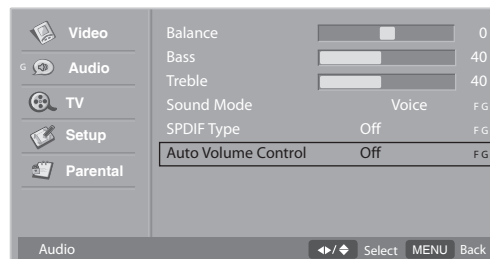 Video
G Audio
TV
Setup
Parental
Balance 0
Bass 40
Treble 40
Sound Mode Voice F G
SPDIF Type Off F G
Auto Volume Control Off F G
Audio Select MENU Back